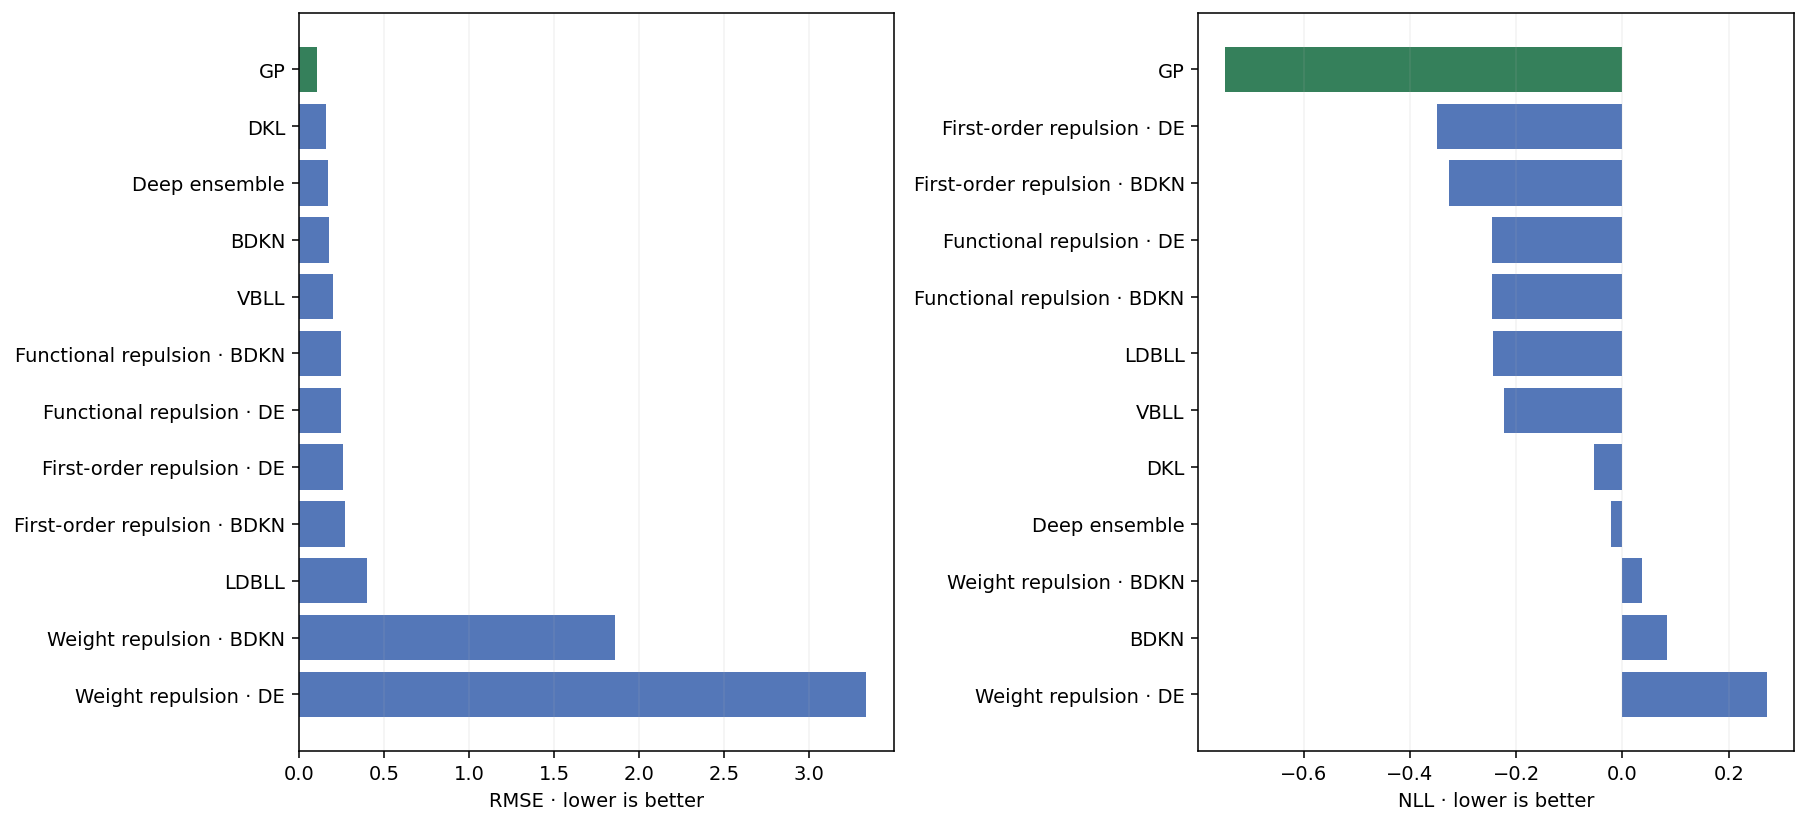 GP
DKL
Deep ensemble
BDKN
VBLL
Functional repulsion · BDKN
Functional repulsion · DE
First-order repulsion · DE
First-order repulsion · BDKN
LDBLL
Weight repulsion · BDKN
Weight repulsion · DE
0.0 0.5 1.0 1.5 2.0 2.5 3.0
RMSE · lower is better
GP
First-order repulsion · DE
First-order repulsion · BDKN
Functional repulsion · DE
Functional repulsion · BDKN
LDBLL
VBLL
DKL
Deep ensemble
Weight repulsion · BDKN
BDKN
Weight repulsion · DE
−0.6 −0.4 −0.2 0.0 0.2
NLL · lower is better